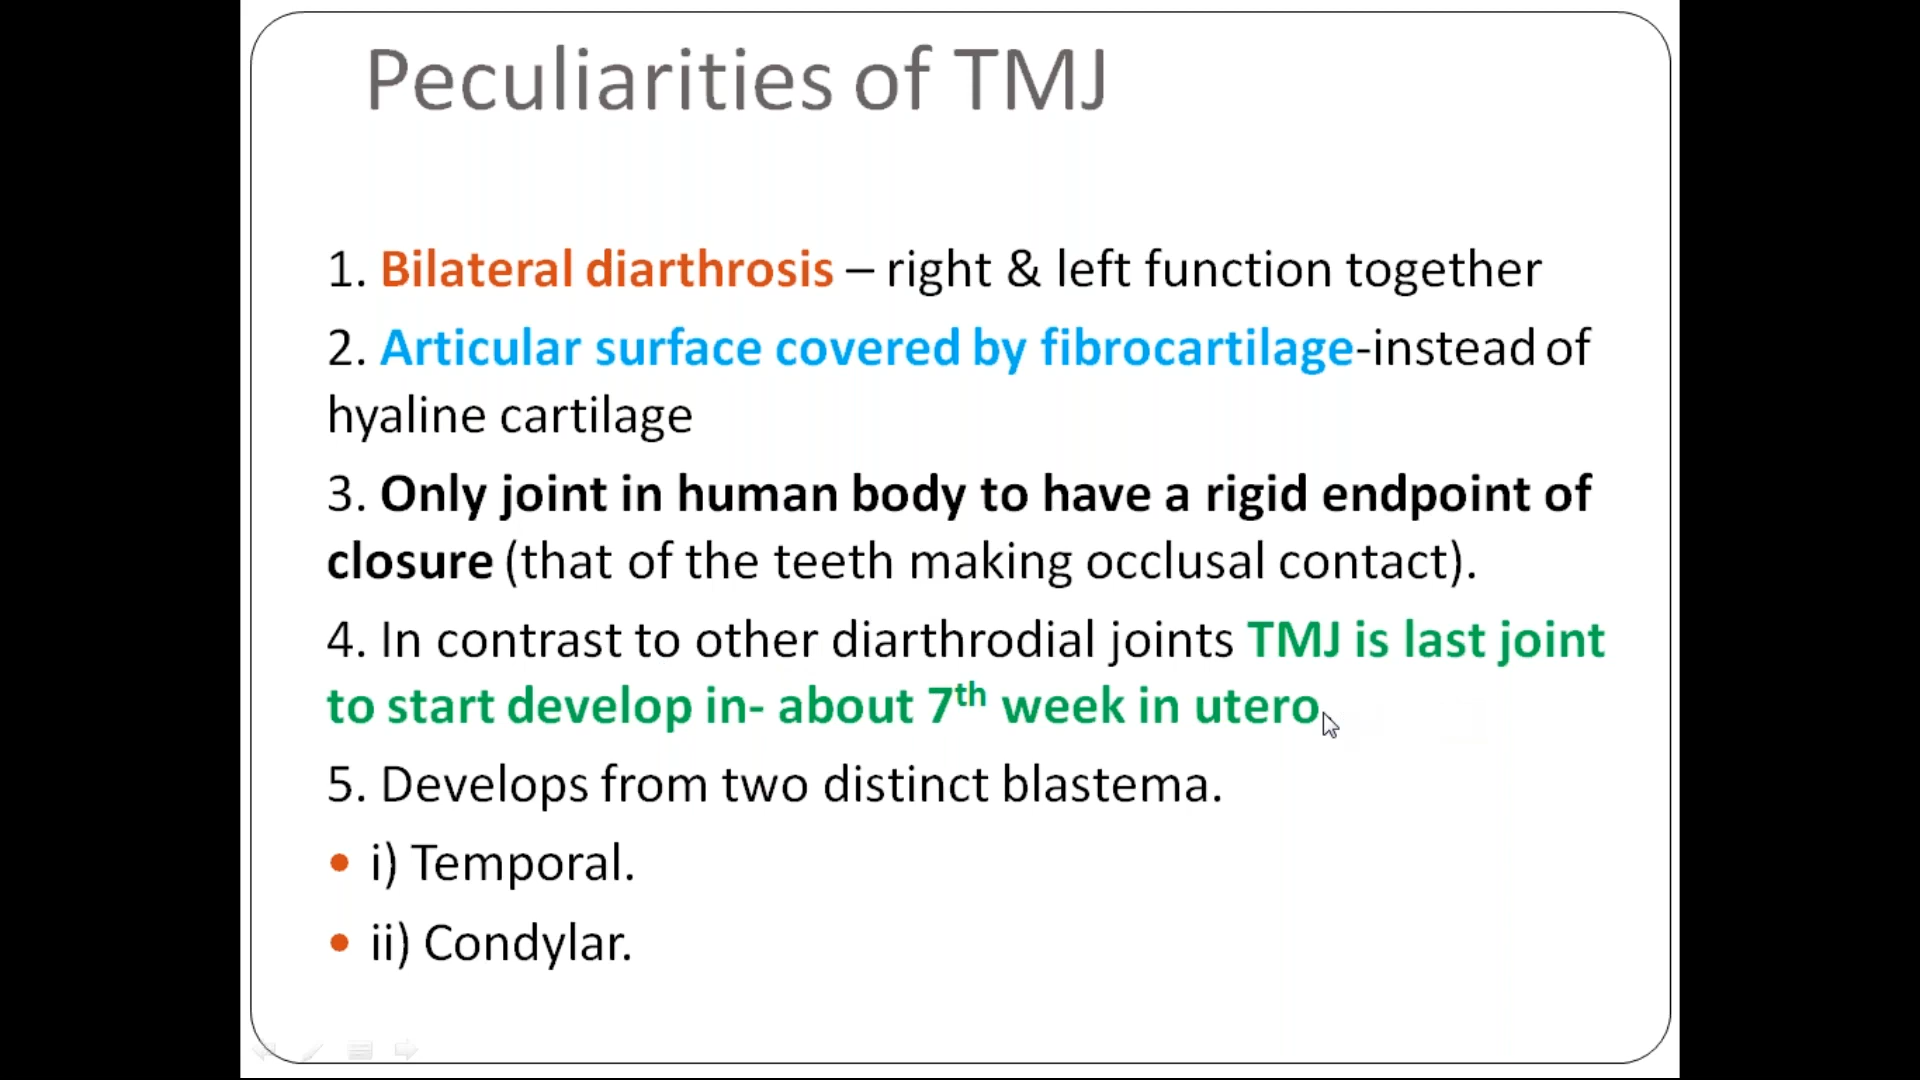 Peculiarities of TMJ
1. Bilateral diarthrosis – right & left function together
2. Articular surface covered by fibrocartilage-instead of
hyaline cartilage
3. Only joint in human body to have a rigid endpoint of
closure (that of the teeth making occlusal contact).
4. In contrast to other diarthrodial joints TMJ is last joint
to start develop in- about 7th week in utero.
5. Develops from two distinct blastema.
• i) Temporal.
• ii) Condylar.